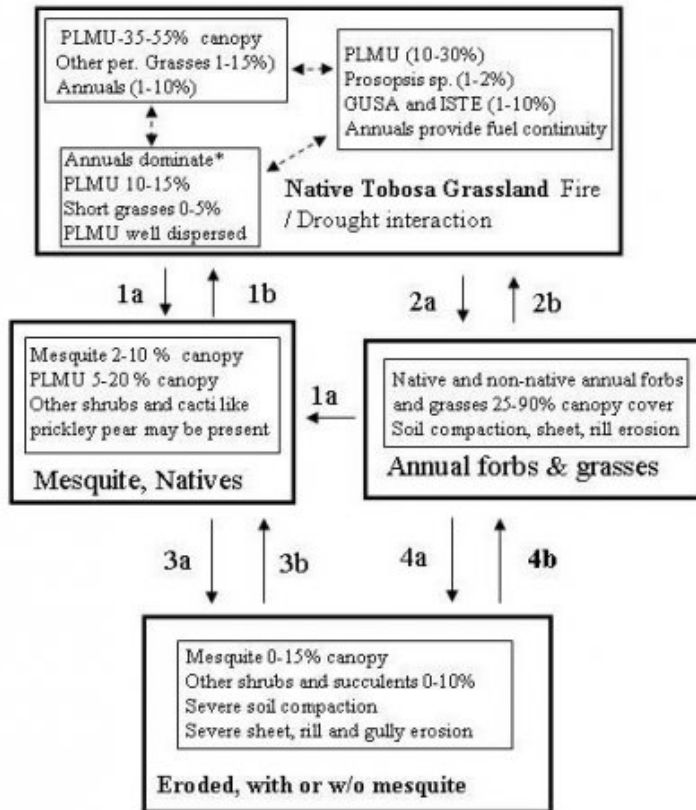 PLMU-35-55% canopy
Other per. Grasses 1-15%)
Annuals (1-10%)
PLMU (10-30%)
Prosopsis sp. (1-2%)
GUSA and ISTE (1-10%)
Annuals provide fuel continuity
Annuals dominate*
PLMU 10-15%
Short grasses 0-5%
PLMU well dispersed
Native Tobosa Grassland Fire
/ Drought interaction
1a
1b
2a
2b
Mesquite 2-10 % canopy
PLMU 5-20 % canopy
Other shrubs and cacti like
prickley pear may be present
Mesquite, Natives
1a
Native and non-native annual forbs
and grasses 25-90% canopy cover
Soil compaction, sheet, rill erosion
Annual forbs & grasses
3a
3b
4a
4b
Mesquite 0-15% canopy
Other shrubs and succulents 0-10%
Severe soil compaction
Severe sheet, rill and gully erosion
Eroded, with or w/o mesquite